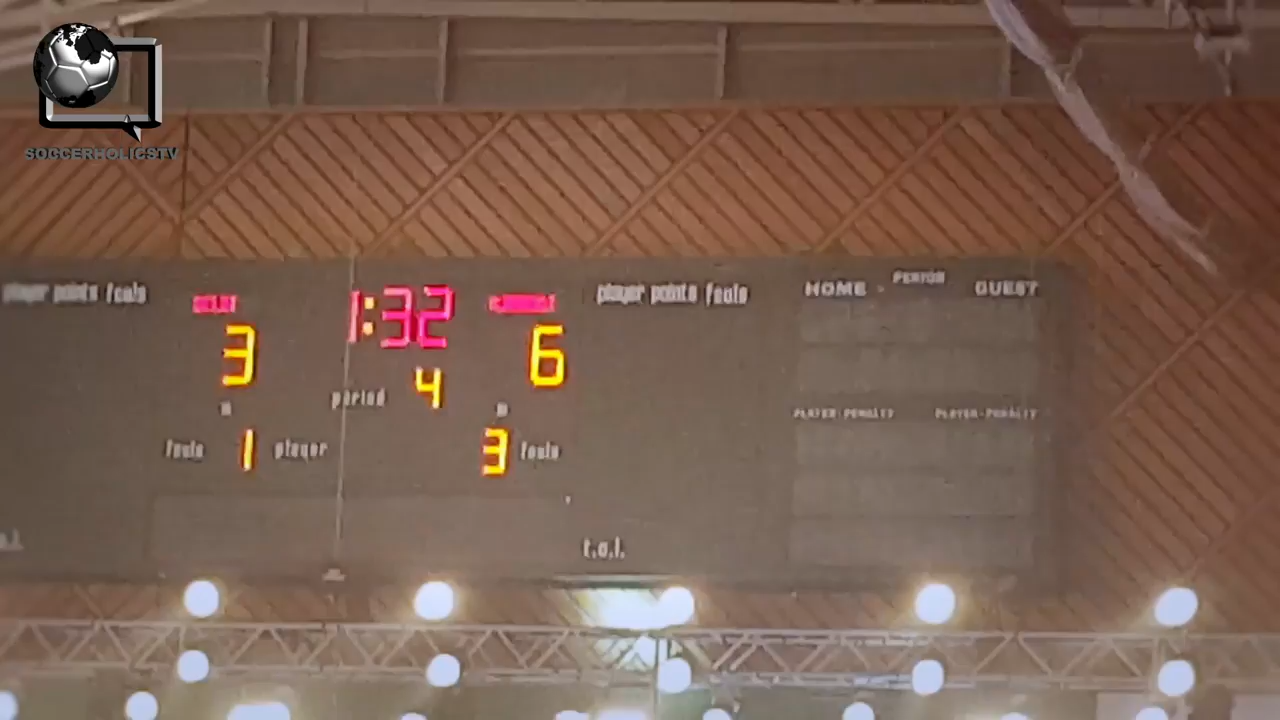 SOCCERHOLICSTV
player points fouls
1:32
player points fouls
HOME
PERIOD
GUEST
3
6
period
4
PLAYER-PENALTY
PLAYER-PENALTY
fouls
1
player
3
fouls
t.o.l.